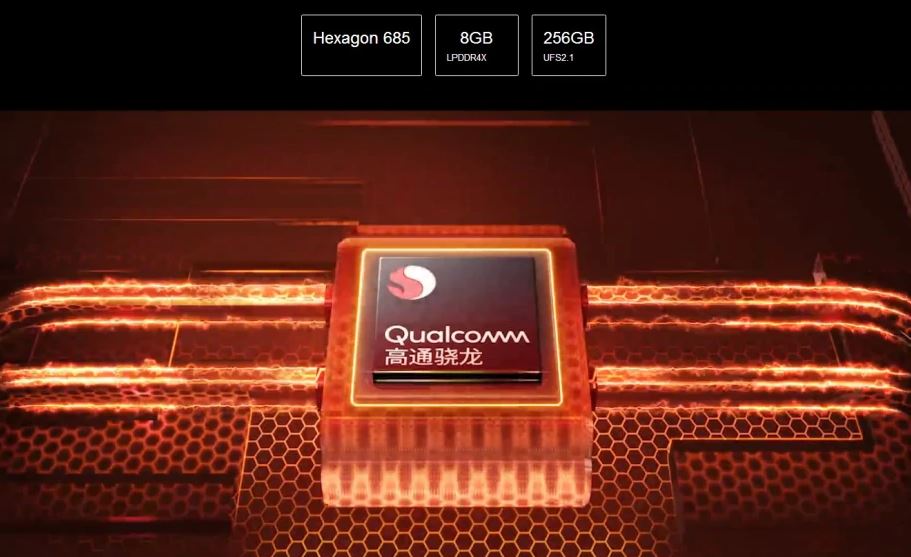 Hexagon 685
8GB
LPDDR4X
256GB
UFS2.1
Qualcomm
高通骁龙